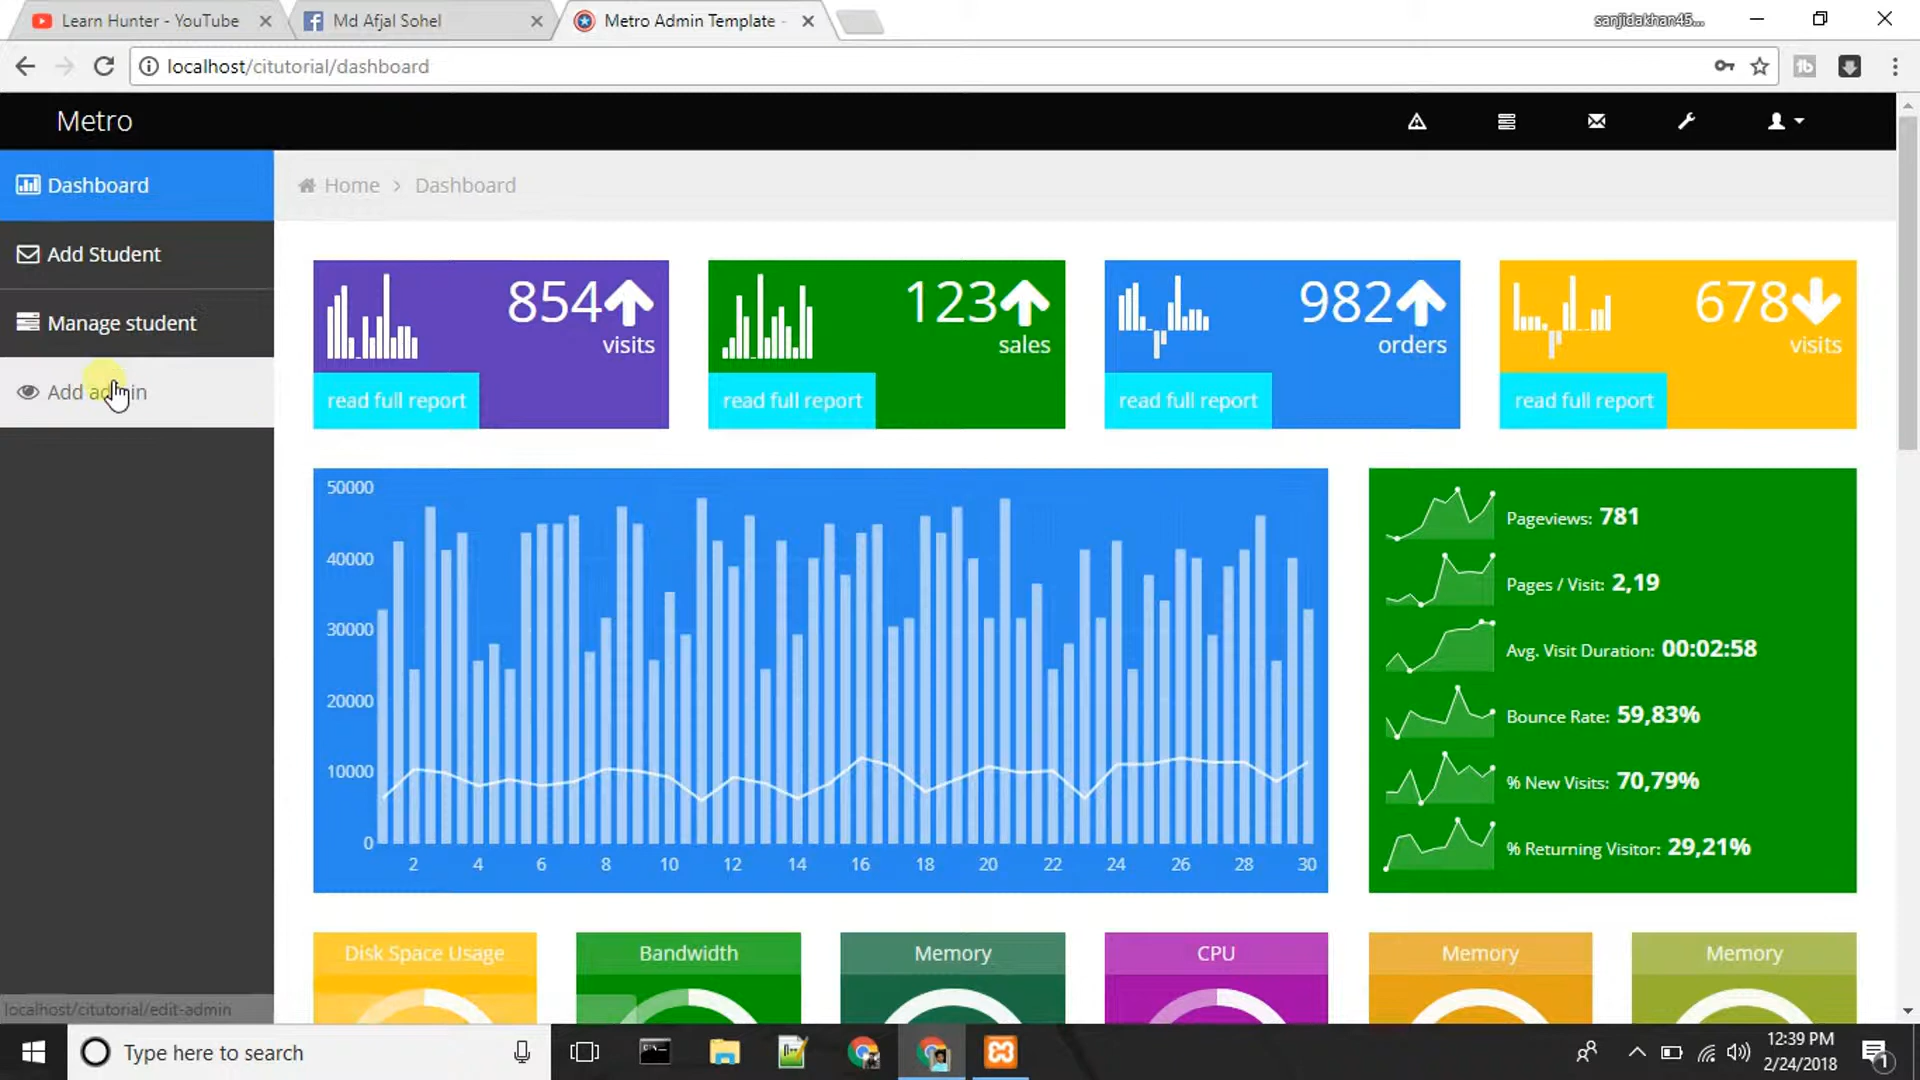 Learn Hunter - YouTube
Md Afjal Sohel
Metro Admin Template -
sanjidakhan45...
localhost/citutorial/dashboard
Metro
Dashboard
Add Student
Manage student
Add admin
Home > Dashboard
854
visits
read full report
123
sales
read full report
982
orders
read full report
678
visits
read full report
50000
40000
30000
20000
10000
0
2 4 6 8 10 12 14 16 18 20 22 24 26 28 30
Pageviews: 781
Pages / Visit: 2,19
Avg. Visit Duration: 00:02:58
Bounce Rate: 59,83%
% New Visits: 70,79%
% Returning Visitor: 29,21%
Disk Space Usage
Bandwidth
Memory
CPU
Memory
Memory
localhost/citutorial/edit-admin
Type here to search
12:39 PM
2/24/2018
1